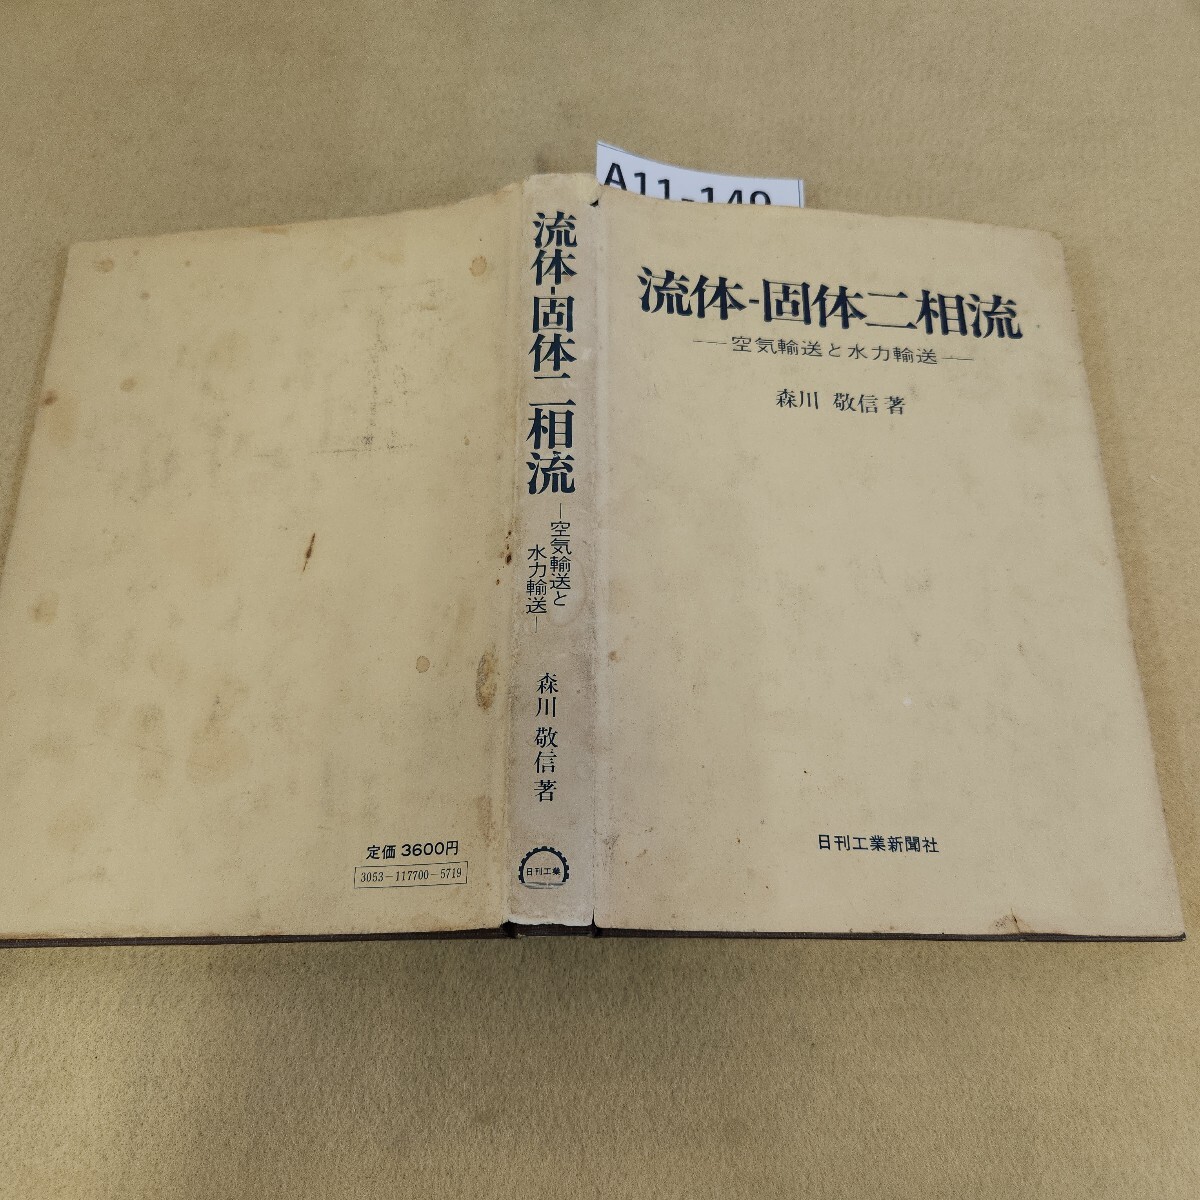 A11-149
流体-固体二相流
―空気輸送と水力輸送―
森川 敬信 著
日刊工業新聞社
流体-固体二相流
―空気輸送と
水力輸送―
森川 敬信 著
日刊工業
定価 3600円
3053-117700-5719